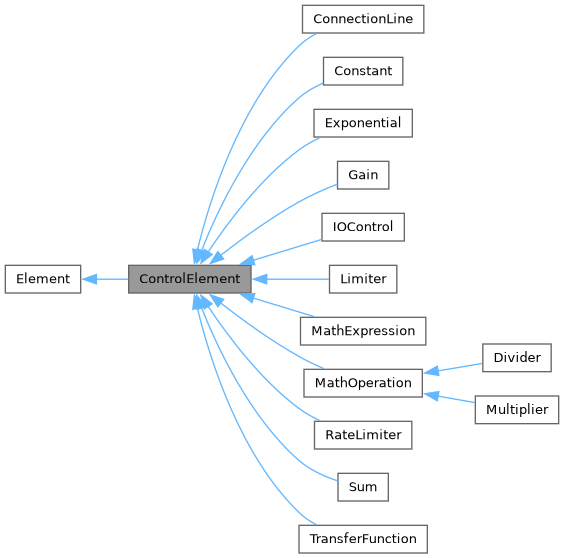 ConnectionLine
Constant
Exponential
Gain
IOControl
Element
ControlElement
Limiter
MathExpression
MathOperation
Divider
Multiplier
RateLimiter
Sum
TransferFunction